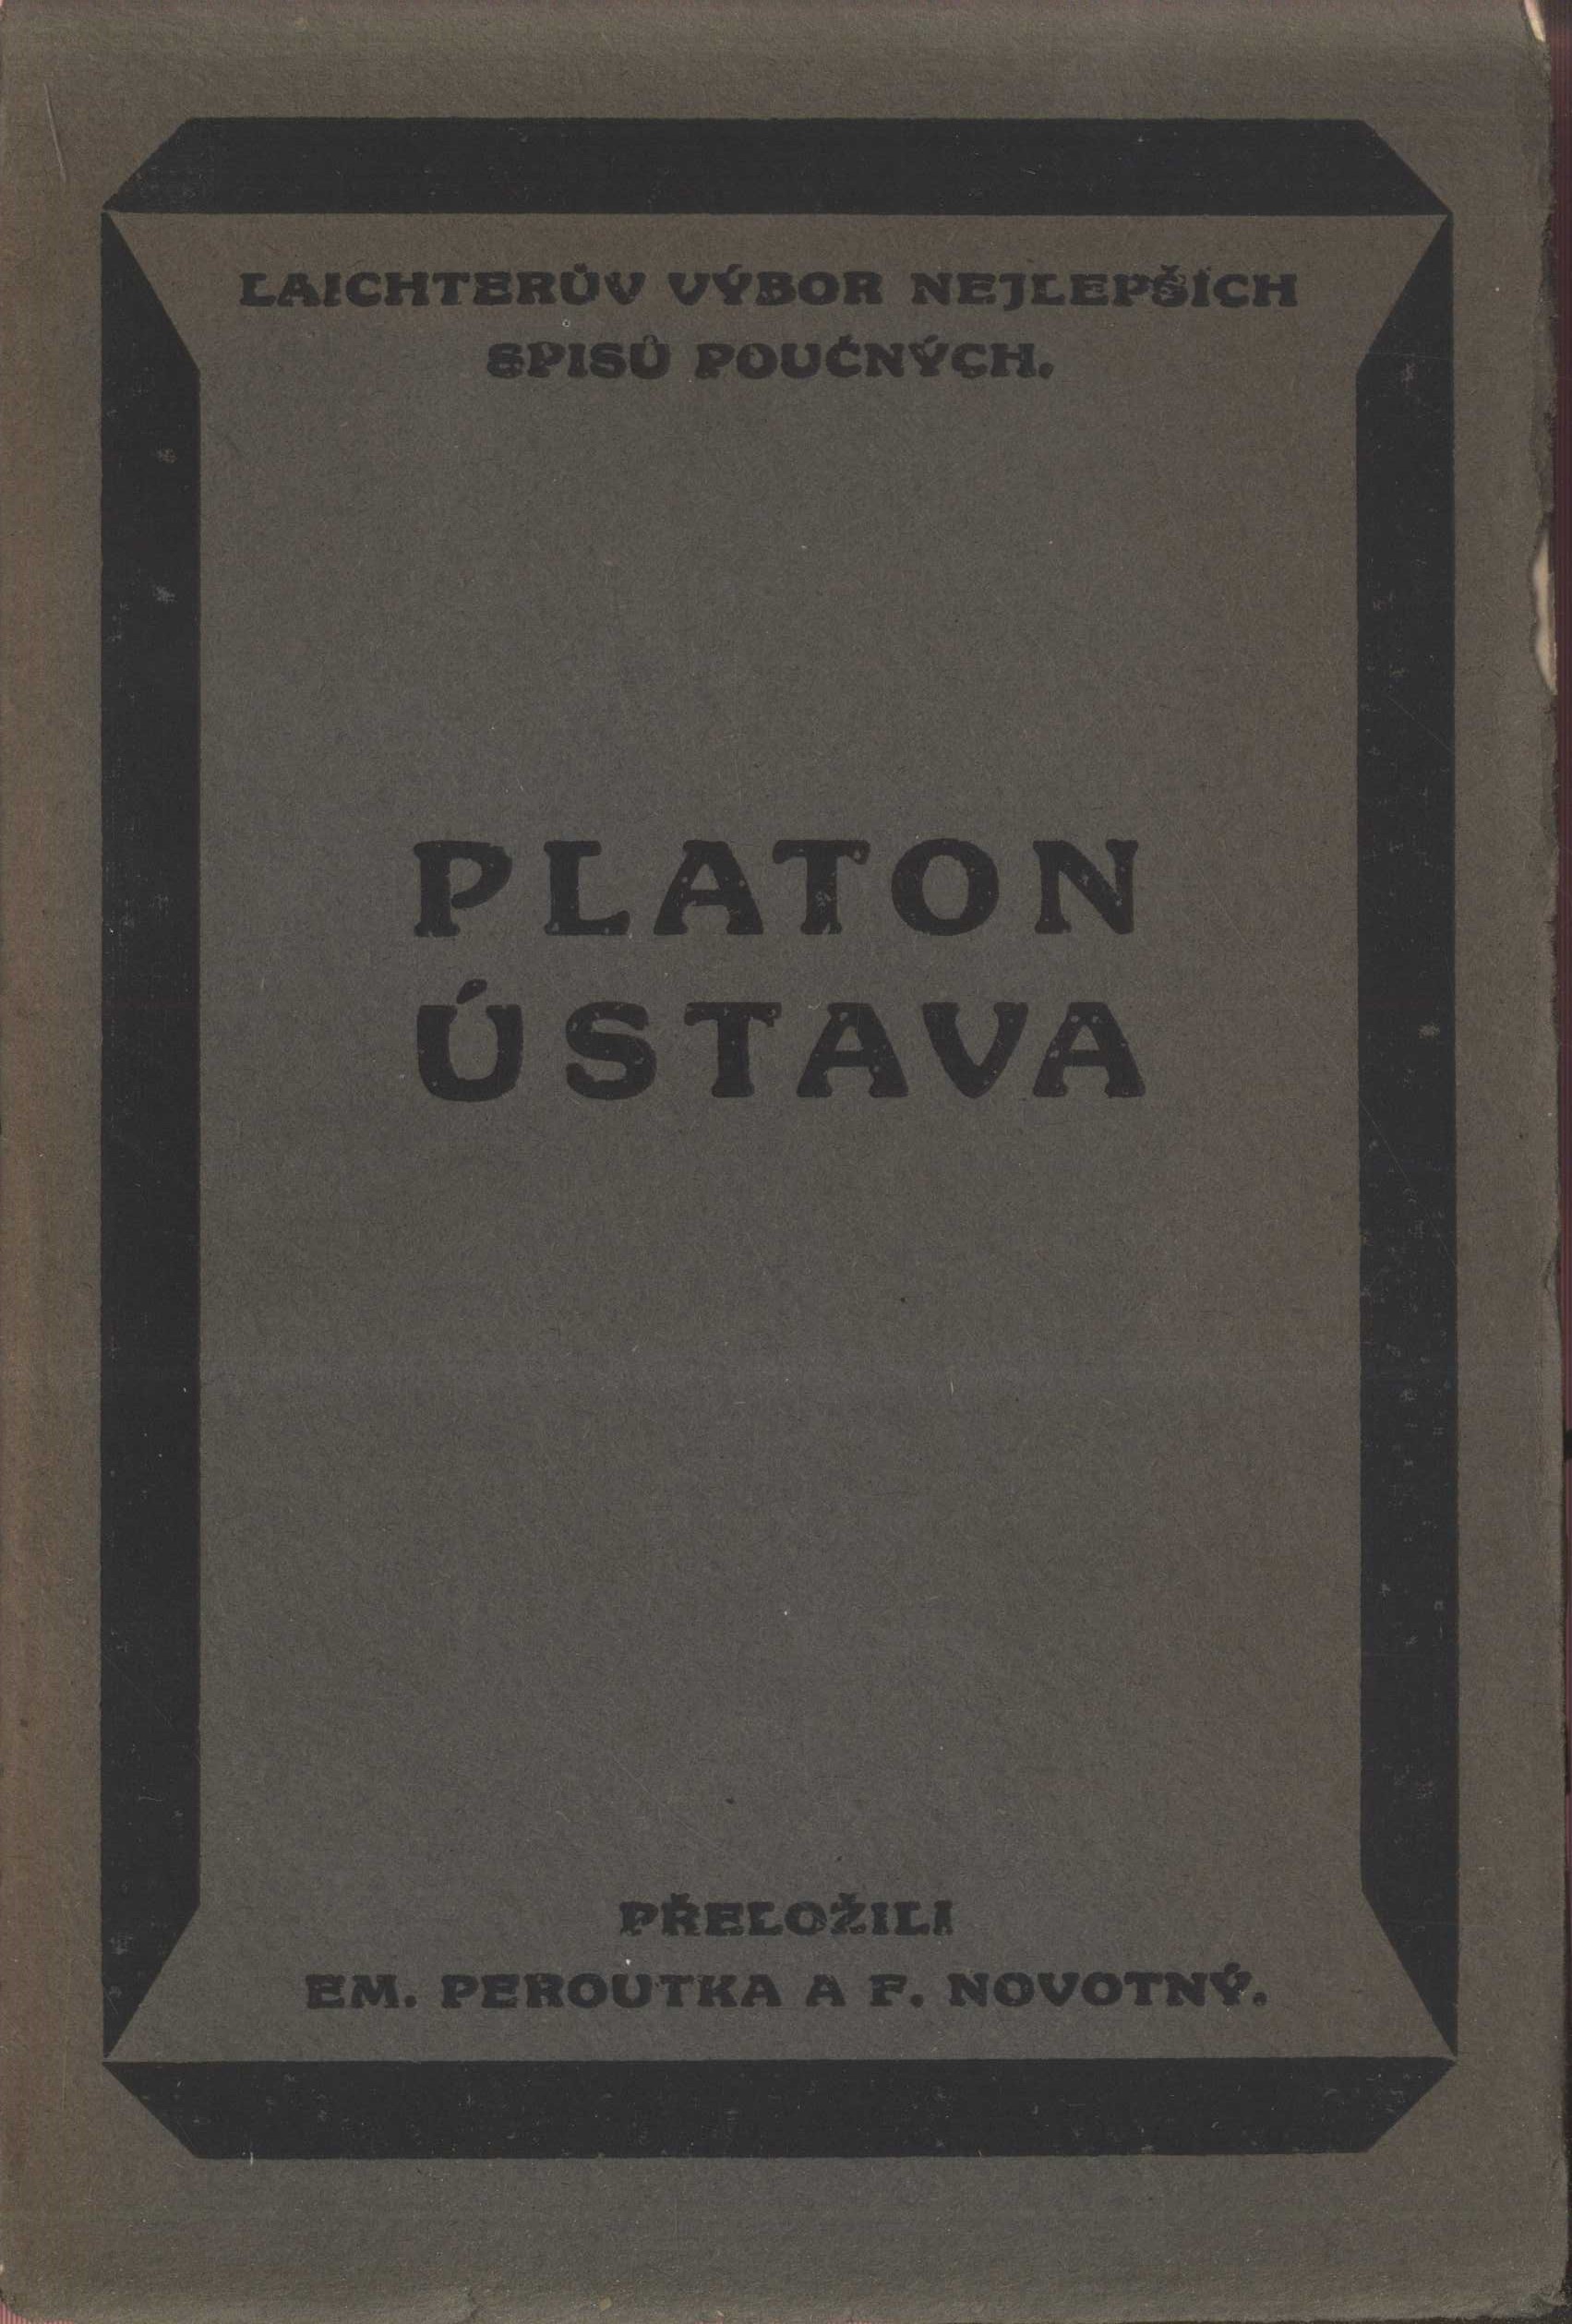 LAICHTERŮV VÝBOR NEJLEPŠÍCH
SPISŮ POUČNÝCH.
PLATON
ÚSTAVA
PŘELOŽILI
EM. PEROUTKA A F. NOVOTNÝ.